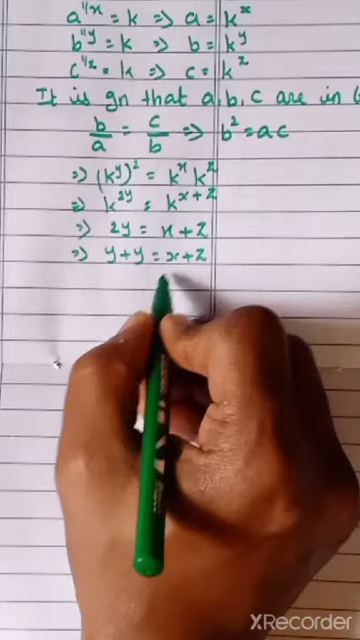 a^{1/x} = k => a = k^x
b^{1/y} = k => b = k^y
c^{1/z} = k => c = k^z
It is gn that a, b, c are in
b/a = c/b => b² = ac
=> (k^y)² = k^x k^z
=> k^{2y} = k^{x+z}
=> 2y = x+z
=> y+y = x+z
XRecorder